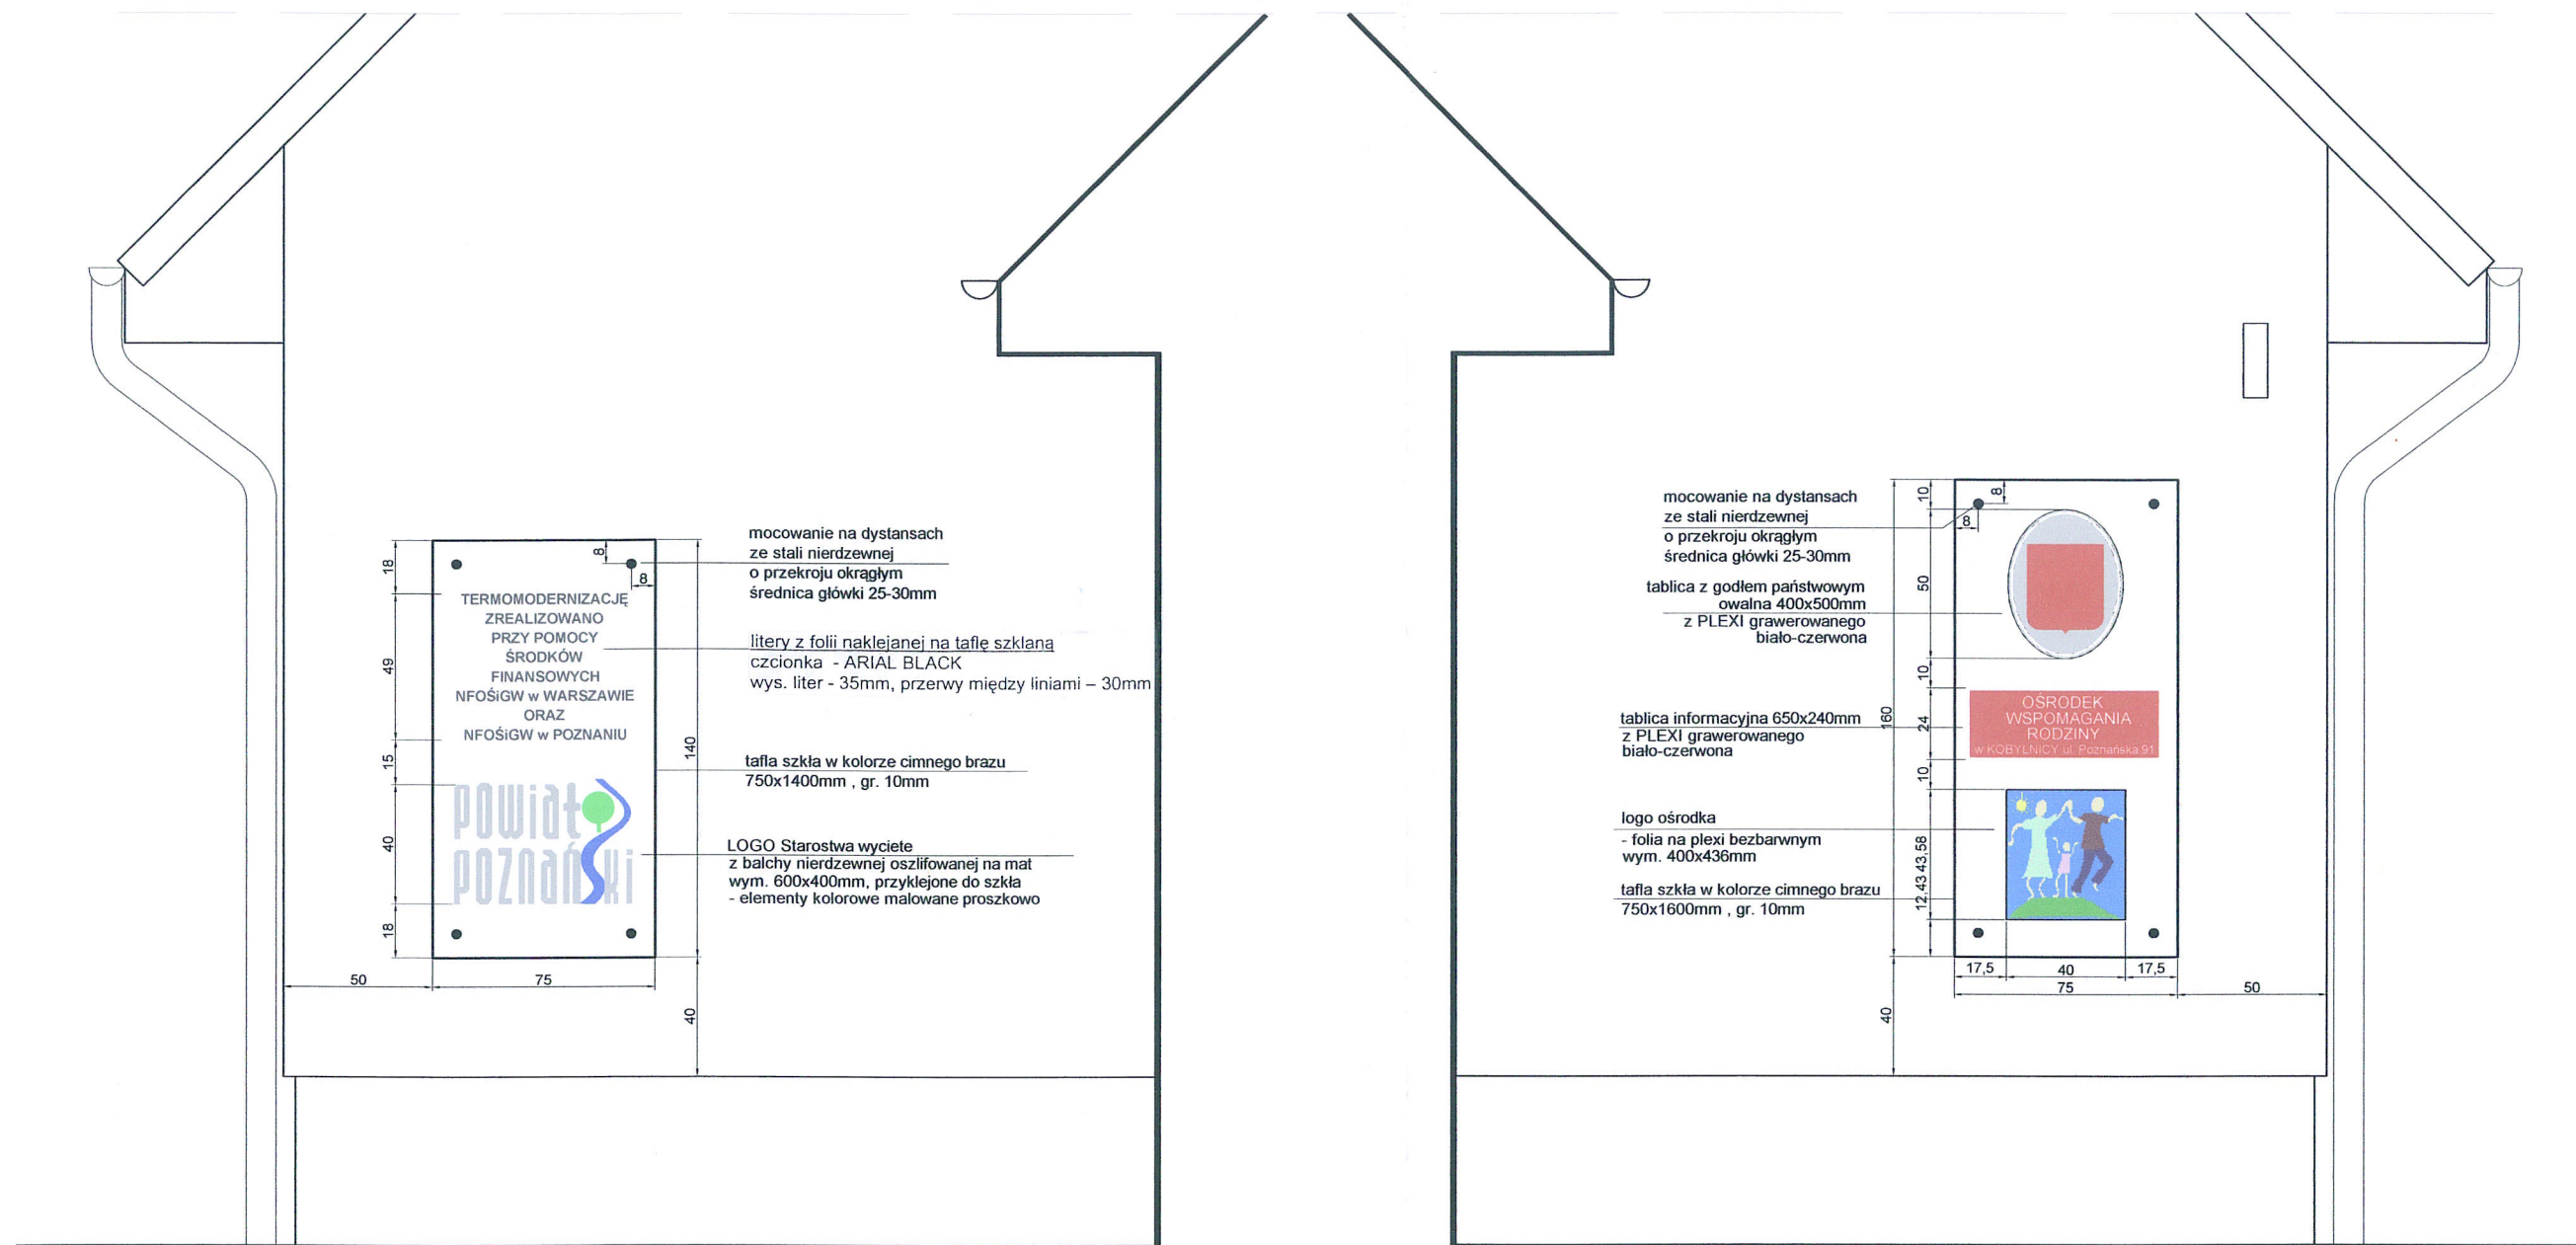 18
49
15
40
18
8
8
TERMOMODERNIZACJĘ
ZREALIZOWANO
PRZY POMOCY
ŚRODKÓW
FINANSOWYCH
NFOŚiGW w WARSZAWIE
ORAZ
NFOŚiGW w POZNANIU
powiat
poznański
50
75
140
40
mocowanie na dystansach
ze stali nierdzewnej
o przekroju okrągłym
średnica główki 25-30mm
litery z folii naklejanej na taflę szklaną
czcionka - ARIAL BLACK
wys. liter - 35mm, przerwy między liniami – 30mm
tafla szkła w kolorze cimnego brazu
750x1400mm , gr. 10mm
LOGO Starostwa wyciete
z balchy nierdzewnej oszlifowanej na mat
wym. 600x400mm, przyklejone do szkła
- elementy kolorowe malowane proszkowo
mocowanie na dystansach
ze stali nierdzewnej
o przekroju okrągłym
średnica główki 25-30mm
tablica z godłem państwowym
owalna 400x500mm
z PLEXI grawerowanego
biało-czerwona
tablica informacyjna 650x240mm
z PLEXI grawerowanego
biało-czerwona
logo ośrodka
- folia na plexi bezbarwnym
wym. 400x436mm
tafla szkła w kolorze cimnego brazu
750x1600mm , gr. 10mm
160
40
10
50
10
24
10
43,58
12,43
8
8
OŚRODEK
WSPOMAGANIA
RODZINY
w KOBYLNICY ul. Poznańska 91
17,5
40
17,5
75
50